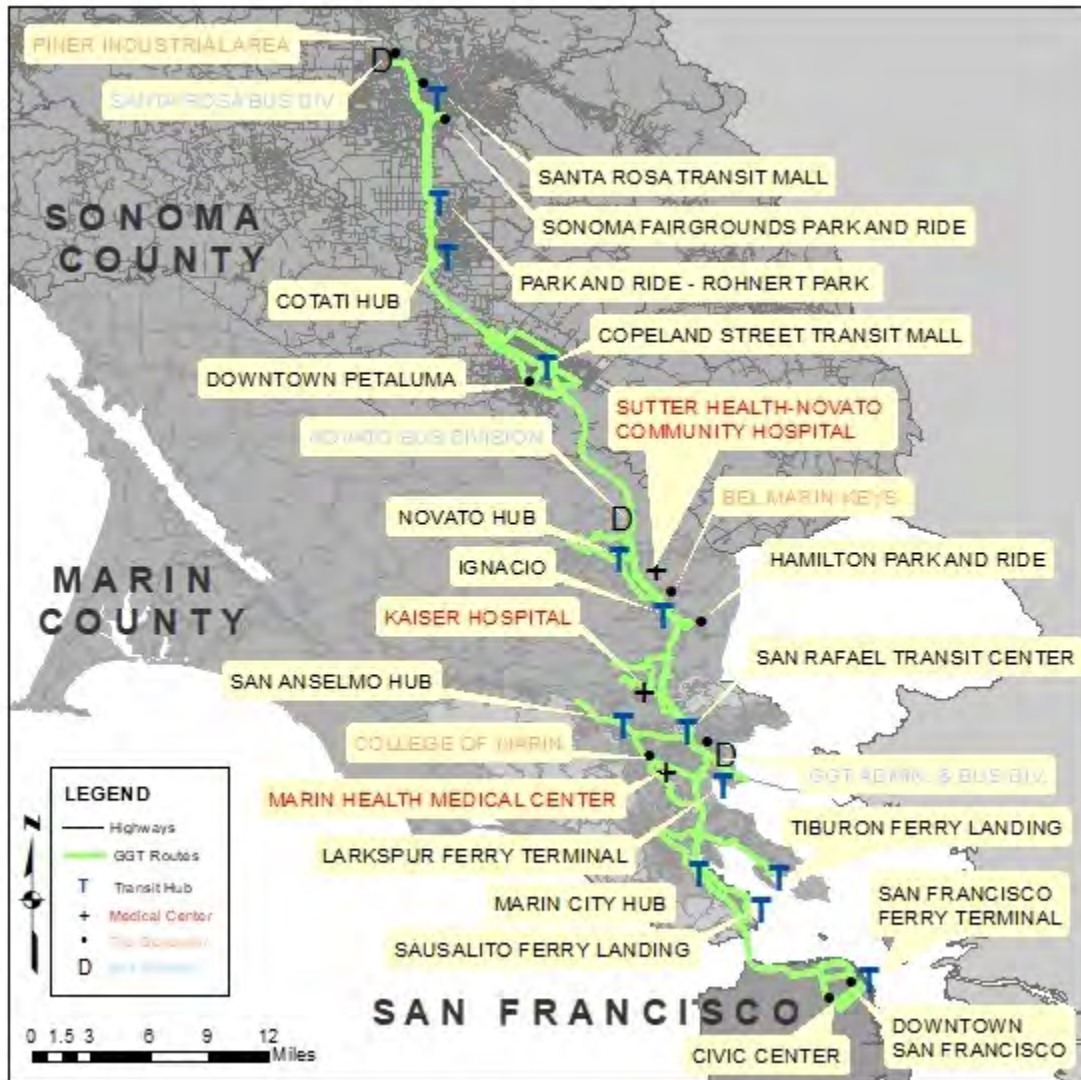 PINER INDUSTRIAL AREA
SANTA ROSA BUS DIV.
SANTA ROSA TRANSIT MALL
SONOMA
COUNTY
SONOMA FAIRGROUNDS PARK AND RIDE
PARK AND RIDE - ROHNERT PARK
COTATI HUB
COPELAND STREET TRANSIT MALL
DOWNTOWN PETALUMA
SUTTER HEALTH-NOVATO
COMMUNITY HOSPITAL
NOVATO BUS DIVISION
BEL MARIN KEYS
NOVATO HUB
HAMILTON PARK AND RIDE
IGNACIO
MARIN
COUNTY
KAISER HOSPITAL
SAN RAFAEL TRANSIT CENTER
SAN ANSELMO HUB
COLLEGE OF MARIN
GGT ADMIN. & BUS DIV.
MARIN HEALTH MEDICAL CENTER
TIBURON FERRY LANDING
LARKSPUR FERRY TERMINAL
SAN FRANCISCO
FERRY TERMINAL
MARIN CITY HUB
SAUSALITO FERRY LANDING
SAN FRANCISCO
DOWNTOWN
SAN FRANCISCO
CIVIC CENTER
LEGEND
Highways
GGT Routes
T Transit Hub
+ Medical Center
D
N
0 1.5 3 6 9 12
Miles